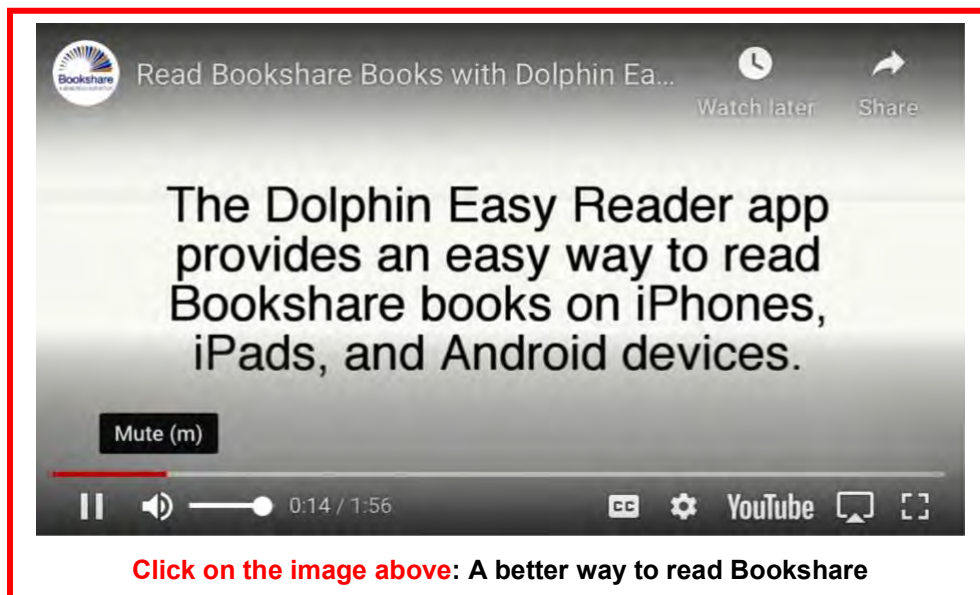 Bookshare
Read Bookshare Books with Dolphin Ea...
Watch later
Share
The Dolphin Easy Reader app
provides an easy way to read
Bookshare books on iPhones,
iPads, and Android devices.
Mute (m)
0:14 / 1:56
CC
YouTube
Click on the image above: A better way to read Bookshare